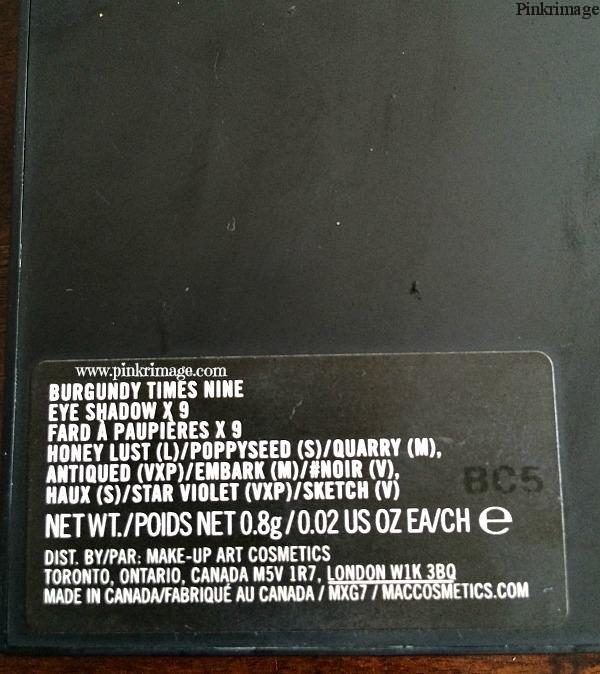 Pinkrimage
www.pinkrimage.com
BURGUNDY TIMES NINE
EYE SHADOW X 9
FARD À PAUPIÈRES X 9
HONEY LUST (L)/POPPYSEED (S)/QUARRY (M),
ANTIQUED (VXP)/EMBARK (M)/#NOIR (V),
HAUX (S)/STAR VIOLET (VXP)/SKETCH (V)
BC5
NET WT./POIDS NET 0.8g/0.02 US OZ EA/CH e
DIST. BY/PAR: MAKE-UP ART COSMETICS
TORONTO, ONTARIO, CANADA M5V 1R7, LONDON W1K 3BQ
MADE IN CANADA/FABRIQUÉ AU CANADA / MXG7 / MACCOSMETICS.COM